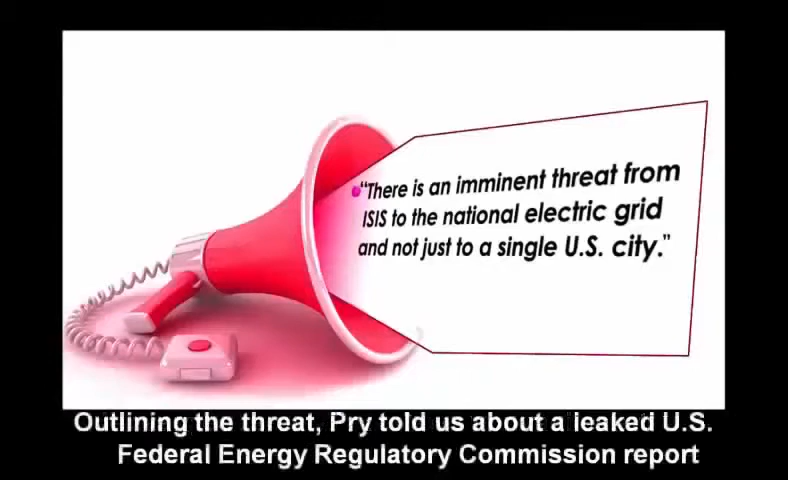 “There is an imminent threat from
ISIS to the national electric grid
and not just to a single U.S. city."
Outlining the threat, Pry told us about a leaked U.S.
Federal Energy Regulatory Commission report